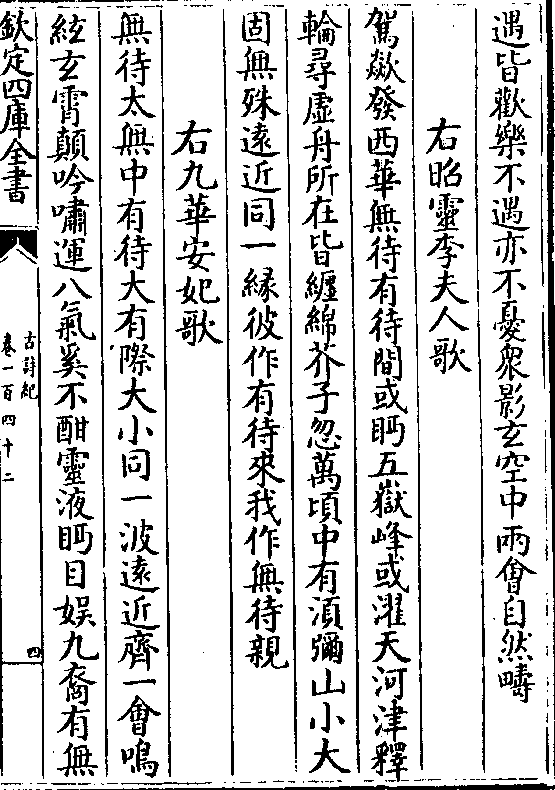 遇皆歡樂不遇亦不憂衆影玄空中兩會自然疇
右昭靈李夫人歌
駕歘發西華無待有待間或眄五嶽峰或濯天河津釋
輪尋虚舟所在皆纏綿芥子忽萬頃中有湏彌山小大
固無殊遠近同一縁彼作有待來我作無待親
右九華安妃歌
無待太無中有待大有際大小同一波遠近齊一會鳴
絃玄霄顛吟嘯運八氣奚不酣靈液眄目娱九裔有無
欽定四庫全書
古詩紀
卷一百四十二
四